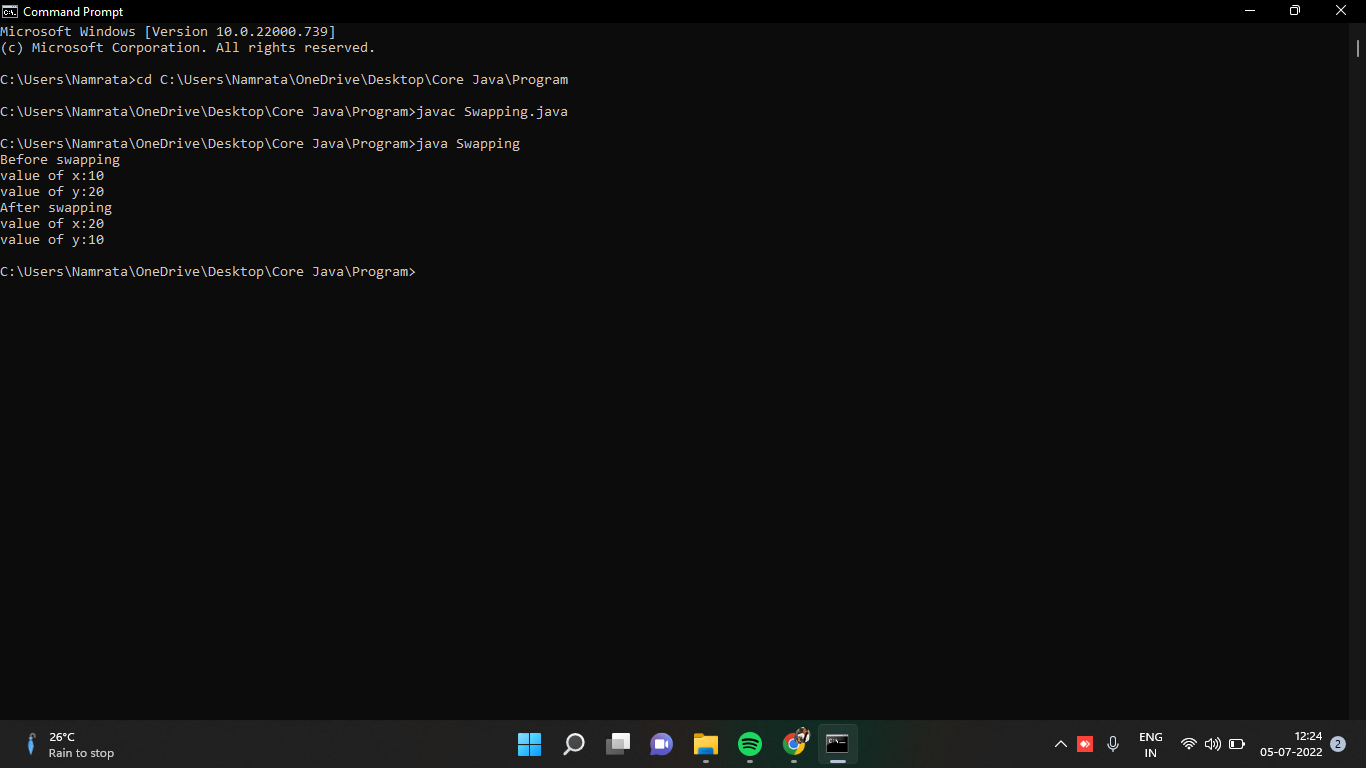 Command Prompt
Microsoft Windows [Version 10.0.22000.739]
(c) Microsoft Corporation. All rights reserved.
C:\Users\Namrata>cd C:\Users\Namrata\OneDrive\Desktop\Core Java\Program
C:\Users\Namrata\OneDrive\Desktop\Core Java\Program>javac Swapping.java
C:\Users\Namrata\OneDrive\Desktop\Core Java\Program>java Swapping
Before swapping
value of x:10
value of y:20
After swapping
value of x:20
value of y:10
C:\Users\Namrata\OneDrive\Desktop\Core Java\Program>
26°C
Rain to stop
ENG
IN
12:24
05-07-2022
2